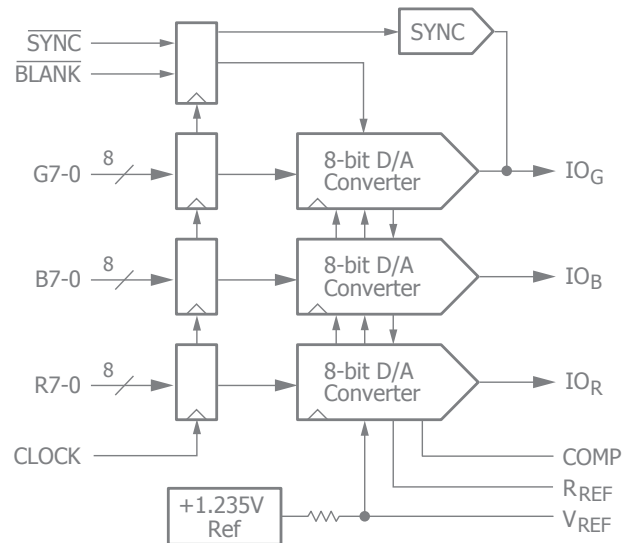 SYNC
SYNC
BLANK
G7-0
8
8-bit D/A
Converter
IOG
B7-0
8
8-bit D/A
Converter
IOB
R7-0
8
8-bit D/A
Converter
IOR
CLOCK
COMP
RREF
+1.235V
Ref
VREF